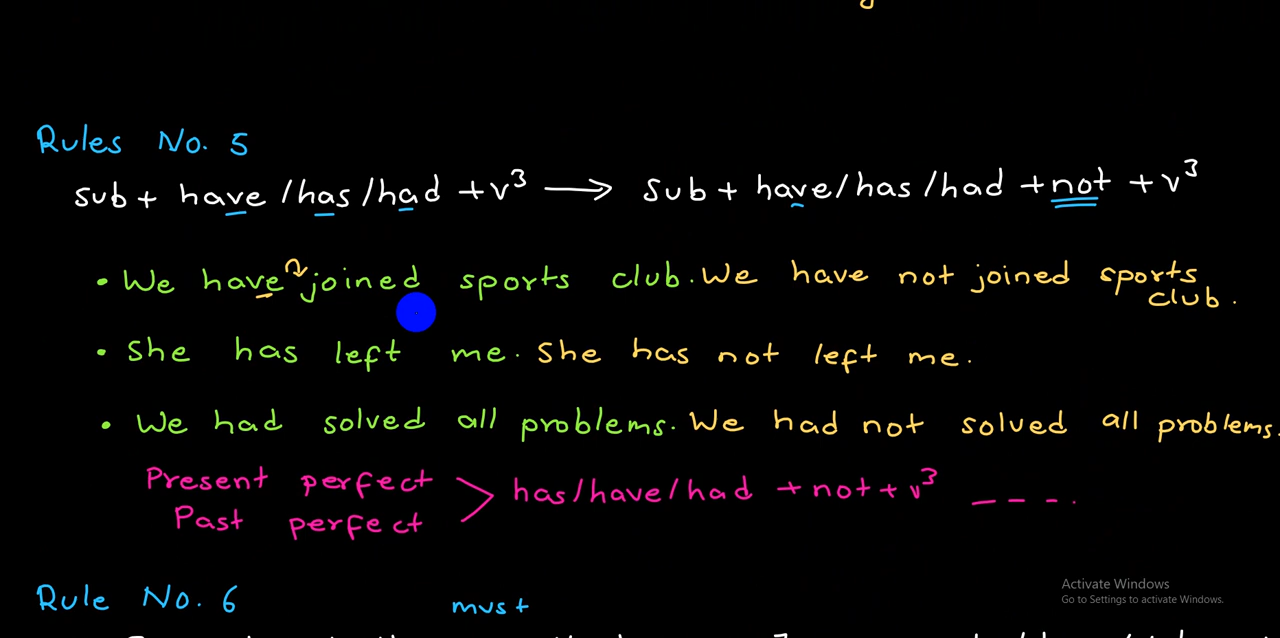 Rules No. 5
sub + have /has /had + v³ → Sub + have/has /had + not + v³
• We have joined sports club. We have not joined sports club.
• She has left me. She has not left me.
• We had solved all problems. We had not solved all problems.
Present perfect
Past perfect > has/have/had + not + v³ ----.
Activate Windows
Go to Settings to activate Windows.
Rule No. 6 must